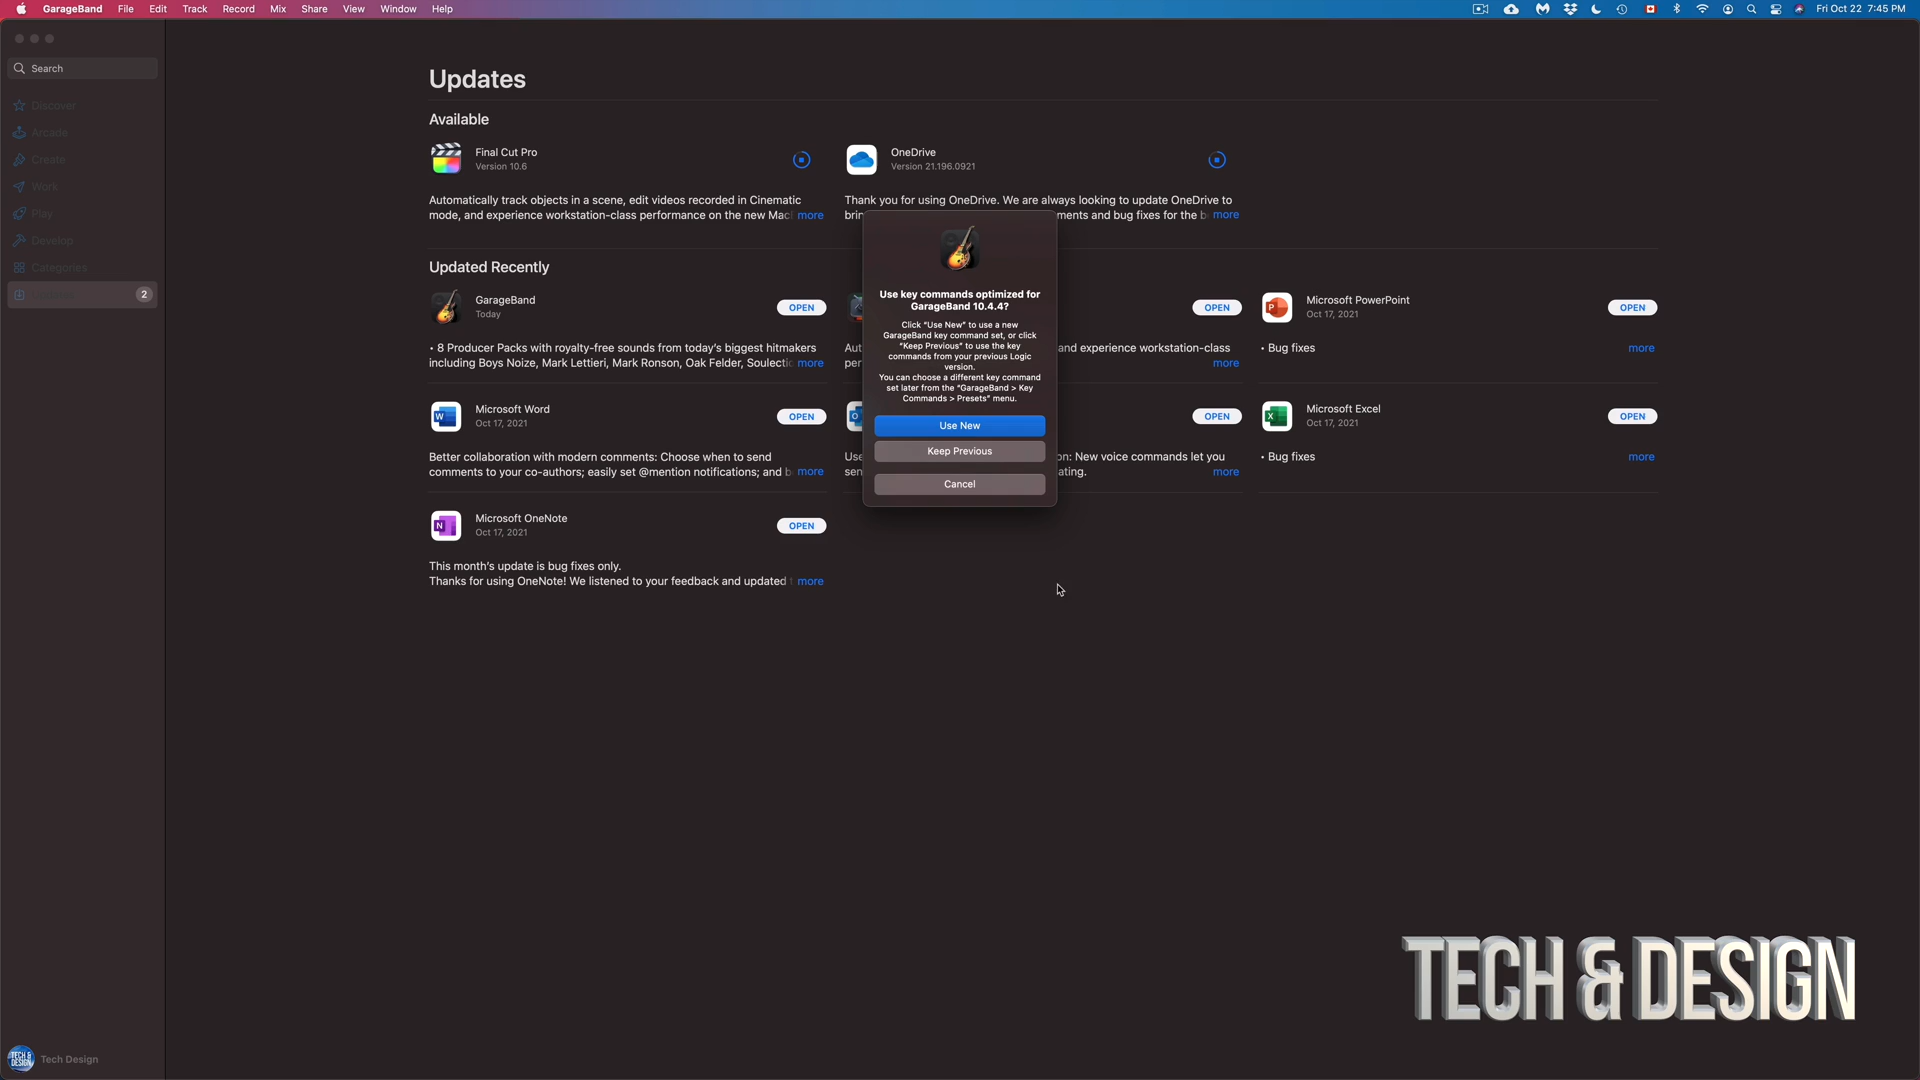 GarageBand File Edit Track Record Mix Share View Window Help
Fri Oct 22 7:45 PM
Search
Discover
Arcade
Create
Work
Play
Develop
Categories
2
Updates
Available
Final Cut Pro
Version 10.6
Automatically track objects in a scene, edit videos recorded in Cinematic
mode, and experience workstation-class performance on the new Mac more
OneDrive
Version 21.196.0921
Thank you for using OneDrive. We are always looking to update OneDrive to
ments and bug fixes for the b more
Updated Recently
GarageBand
Today
OPEN
• 8 Producer Packs with royalty-free sounds from today's biggest hitmakers
including Boys Noize, Mark Lettieri, Mark Ronson, Oak Felder, Soulectic more
OPEN
and experience workstation-class
more
Microsoft PowerPoint
Oct 17, 2021
OPEN
• Bug fixes
more
Microsoft Word
Oct 17, 2021
OPEN
Better collaboration with modern comments: Choose when to send
comments to your co-authors; easily set @mention notifications; and b more
OPEN
on: New voice commands let you
ating.
more
Microsoft Excel
Oct 17, 2021
OPEN
• Bug fixes
more
Microsoft OneNote
Oct 17, 2021
OPEN
This month's update is bug fixes only.
Thanks for using OneNote! We listened to your feedback and updated t more
Use key commands optimized for
GarageBand 10.4.4?
Click "Use New" to use a new
GarageBand key command set, or click
"Keep Previous" to use the key
commands from your previous Logic
version.
You can choose a different key command
set later from the "GarageBand > Key
Commands > Presets" menu.
Use New
Keep Previous
Cancel
TECH & DESIGN
TECH &
DESIGN
Tech Design